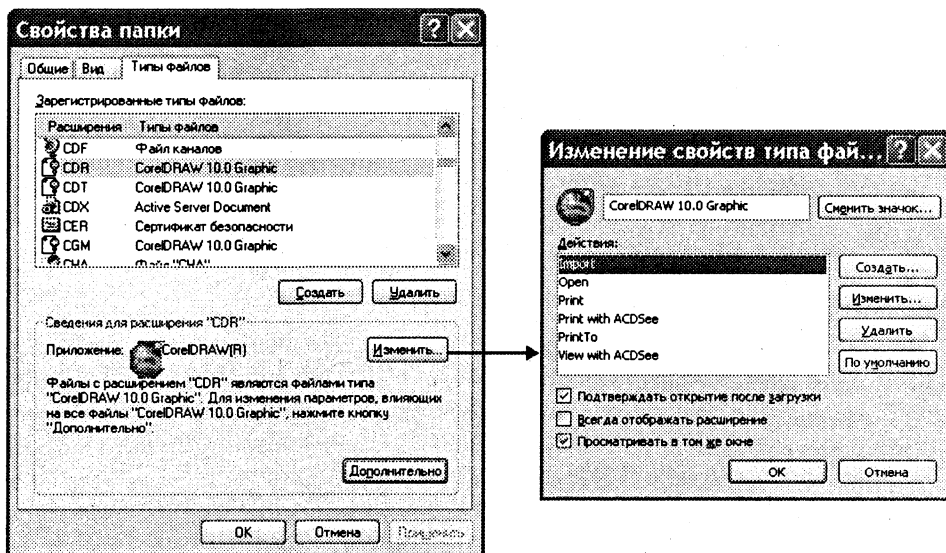 Свойства папки
Общие Вид Типы файлов
Зарегистрированные типы файлов:
Расширения Типы файлов
CDF Файл каналов
CDR CorelDRAW 10.0 Graphic
CDT CorelDRAW 10.0 Graphic
CDX Active Server Document
CER Сертификат безопасности
CGM CorelDRAW 10.0 Graphic
CHA Файл "CHA"
Создать Удалить
Сведения для расширения "CDR"
Приложение: CorelDRAW(R) Изменить...
Файлы с расширением "CDR" являются файлами типа
"CorelDRAW 10.0 Graphic". Для изменения параметров, влияющих
на все файлы "CorelDRAW 10.0 Graphic", нажмите кнопку
"Дополнительно".
Дополнительно
OK Отмена Применить
Изменение свойств типа фай...
CorelDRAW 10.0 Graphic Сменить значок...
Действия:
Import
Open
Print
Print with ACDSee
PrintTo
View with ACDSee
Создать...
Изменить...
Удалить
По умолчанию
Подтверждать открытие после загрузки
Всегда отображать расширение
Просматривать в том же окне
OK Отмена